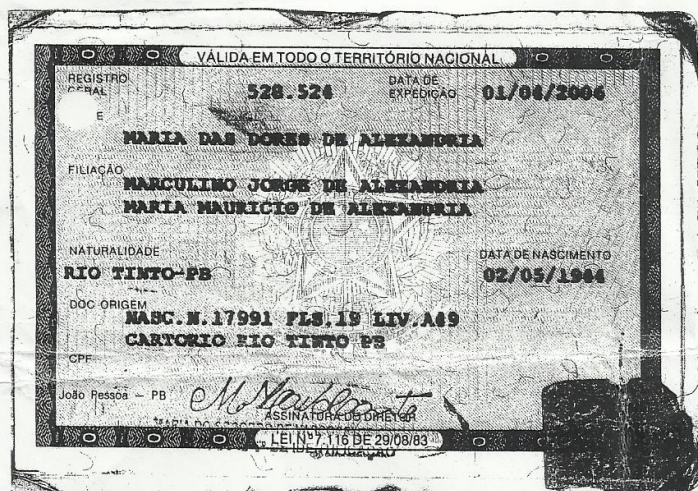 VÁLIDA EM TODO O TERRITÓRIO NACIONAL
REGISTRO GERAL 528.524 DATA DE EXPEDIÇÃO 01/04/2004
E
MARIA DAS DORES DE ALEXANDRIA
FILIAÇÃO
MARCULINO JORGE DE ALEXANDRIA
MARIA MAURICIO DE ALEXANDRIA
NATURALIDADE DATA DE NASCIMENTO
RIO TINTO-PB 02/05/1944
DOC ORIGEM
NASC.N.17991 FLS.19 LIV.A49
CARTORIO RIO TINTO PB
CPF
João Pessoa - PB
ASSINATURA DO DIRETOR
LEI Nº 7.116 DE 29/08/83